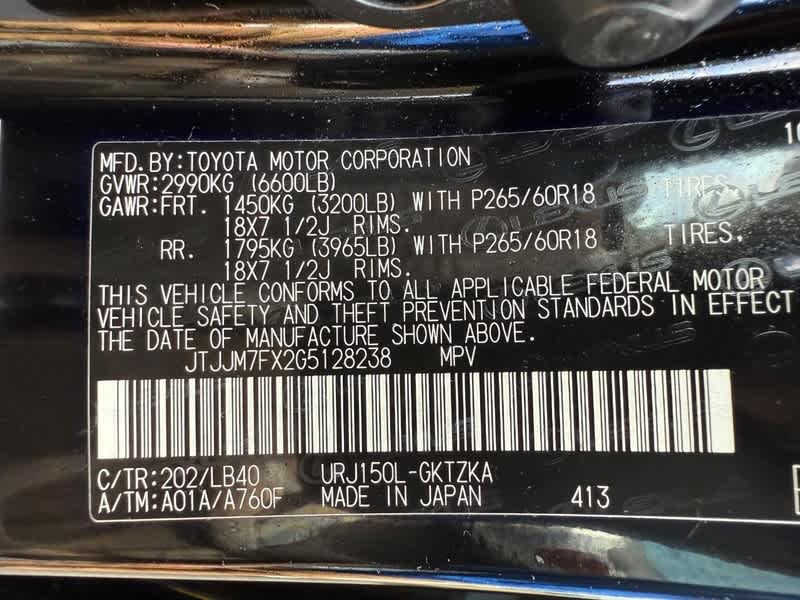 10
MFD.BY:TOYOTA MOTOR CORPORATION
GVWR:2990KG (6600LB)
GAWR:FRT. 1450KG (3200LB) WITH P265/60R18 TIRES,
18X7 1/2J RIMS.
RR. 1795KG (3965LB) WITH P265/60R18 TIRES,
18X7 1/2J RIMS.
THIS VEHICLE CONFORMS TO ALL APPLICABLE FEDERAL MOTOR
VEHICLE SAFETY AND THEFT PREVENTION STANDARDS IN EFFECT
THE DATE OF MANUFACTURE SHOWN ABOVE.
JTJJM7FX2G5128238 MPV
C/TR:202/LB40 URJ150L-GKTZKA
A/TM:A01A/A760F MADE IN JAPAN 413